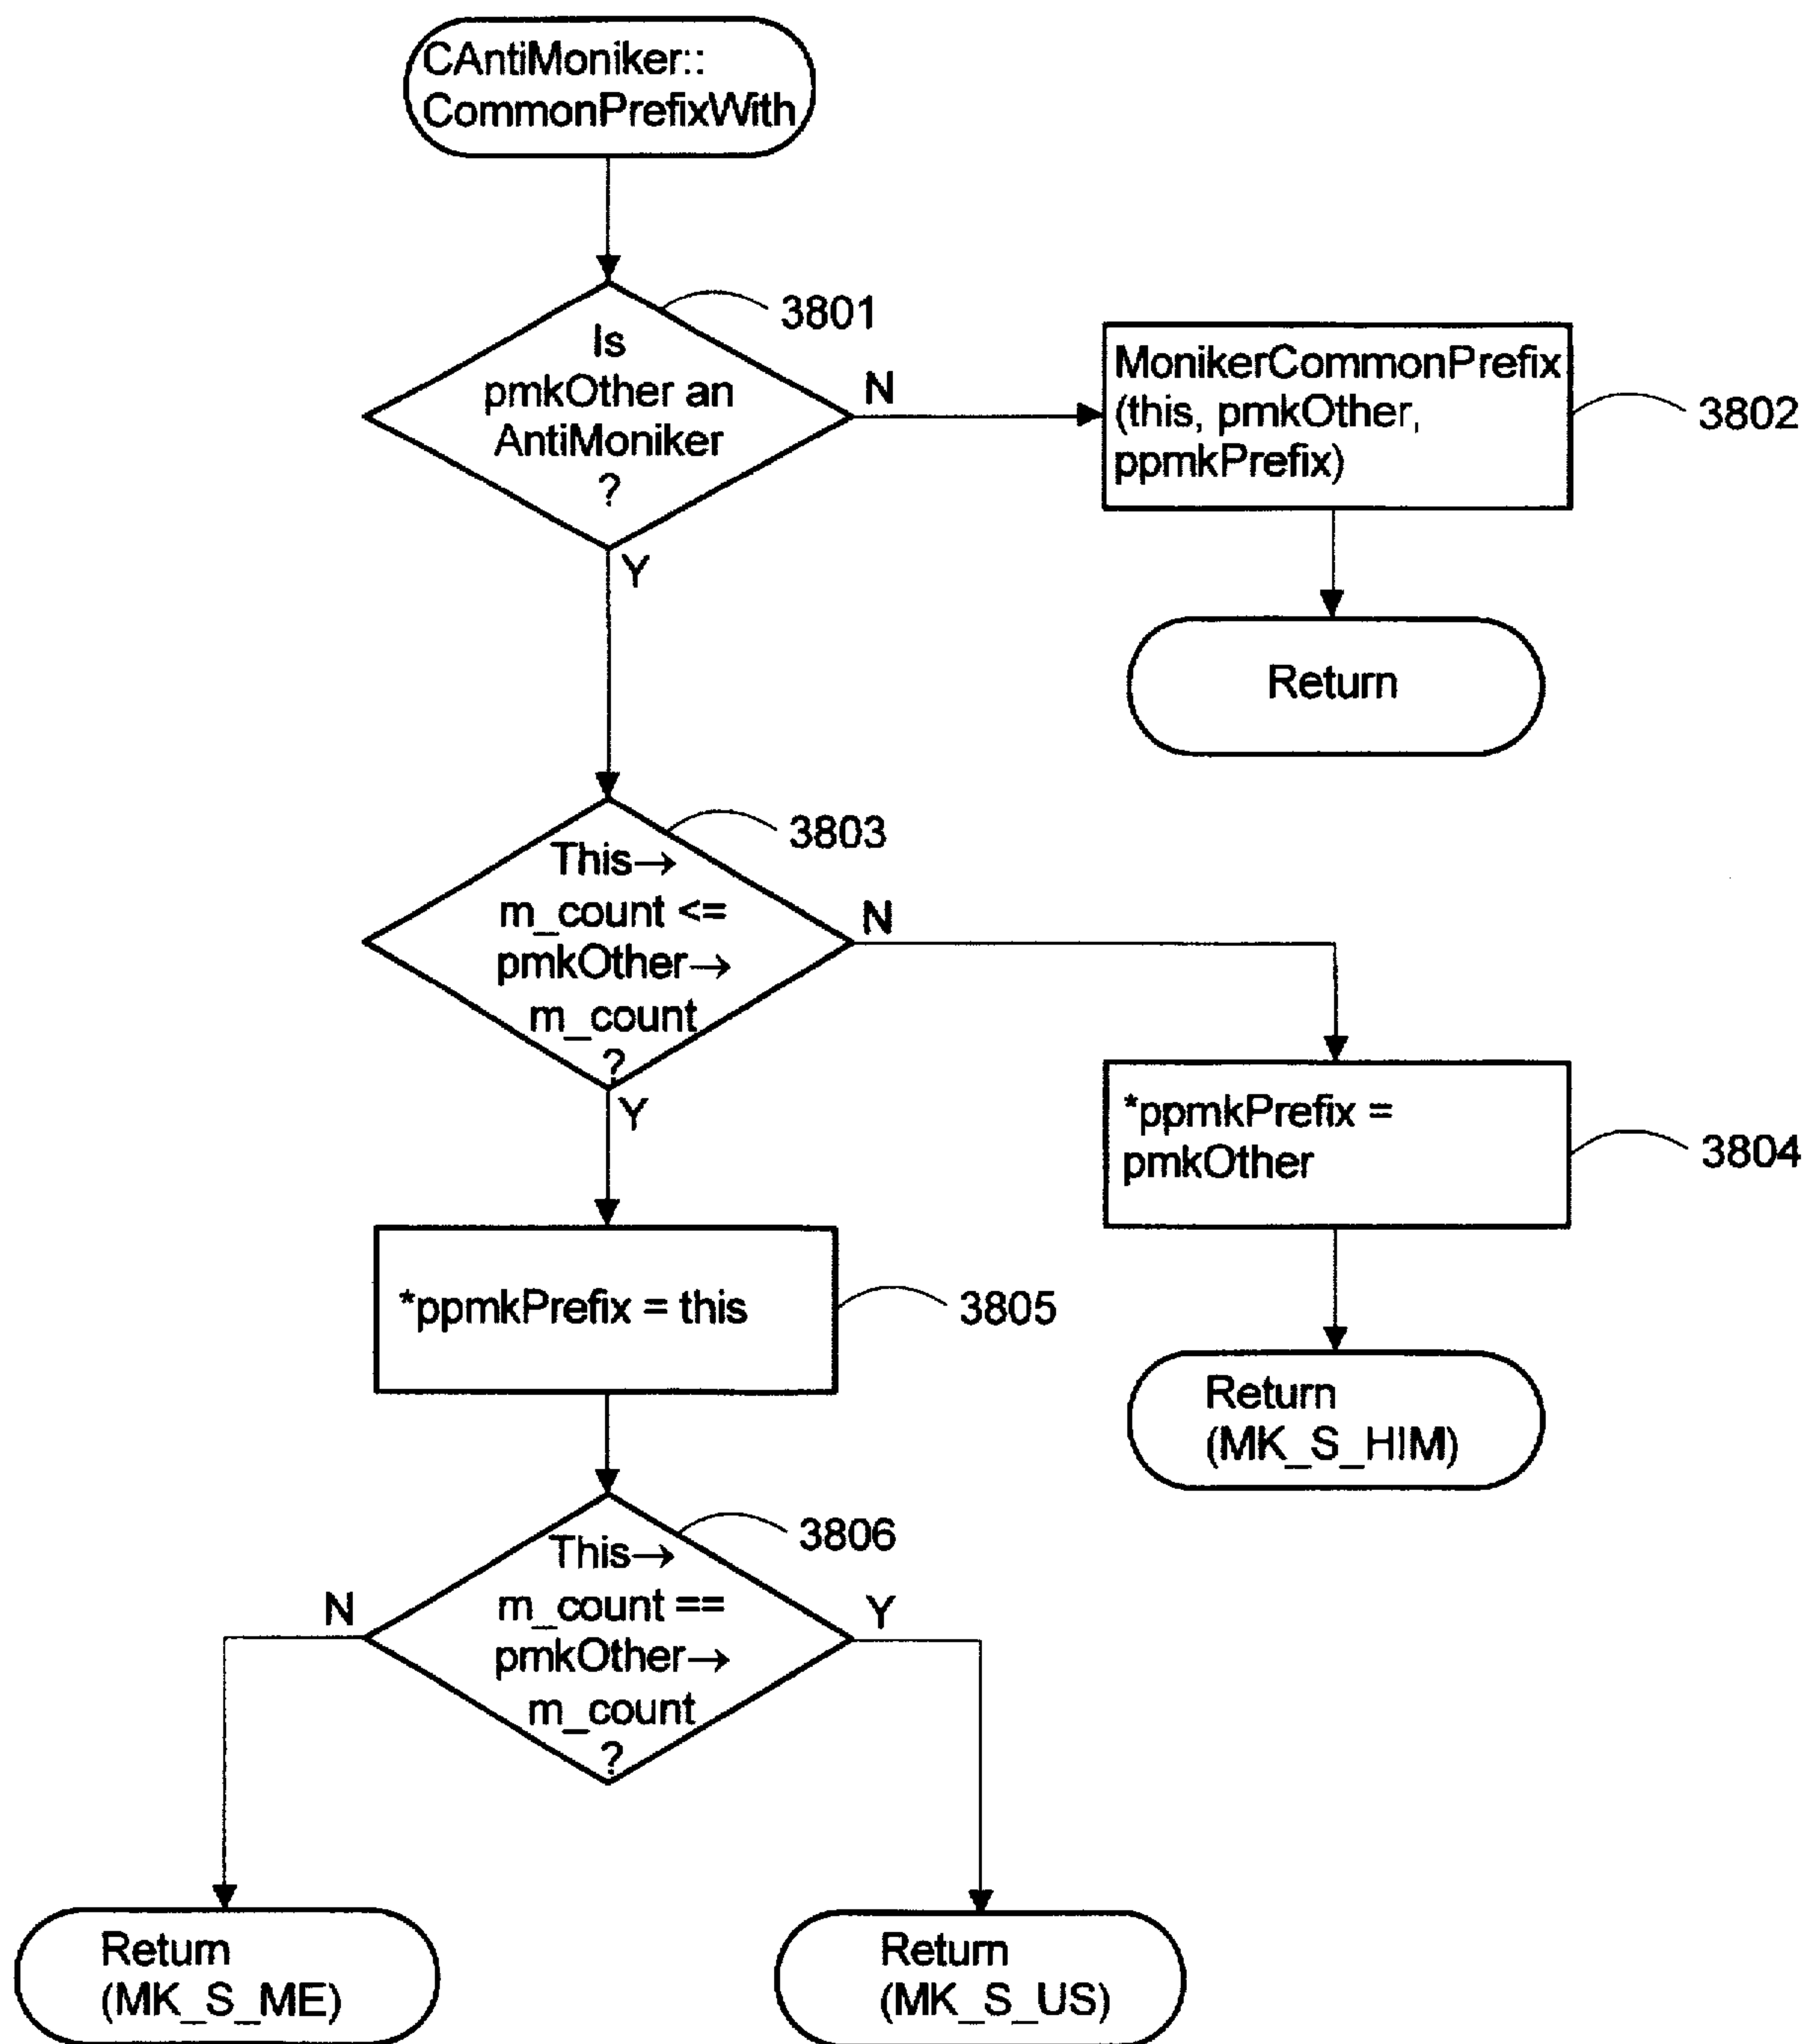 CAntiMoniker::
CommonPrefixWith
3801
Is
pmkOther an
AntiMoniker
?
N
Y
MonikerCommonPrefix
(this, pmkOther,
ppmkPrefix)
3802
Return
3803
This→
m_count <=
pmkOther→
m_count
?
N
Y
*ppmkPrefix =
pmkOther
3804
Return
(MK_S_HIM)
*ppmkPrefix = this
3805
3806
This→
m_count ==
pmkOther→
m_count
?
N
Y
Return
(MK_S_ME)
Return
(MK_S_US)